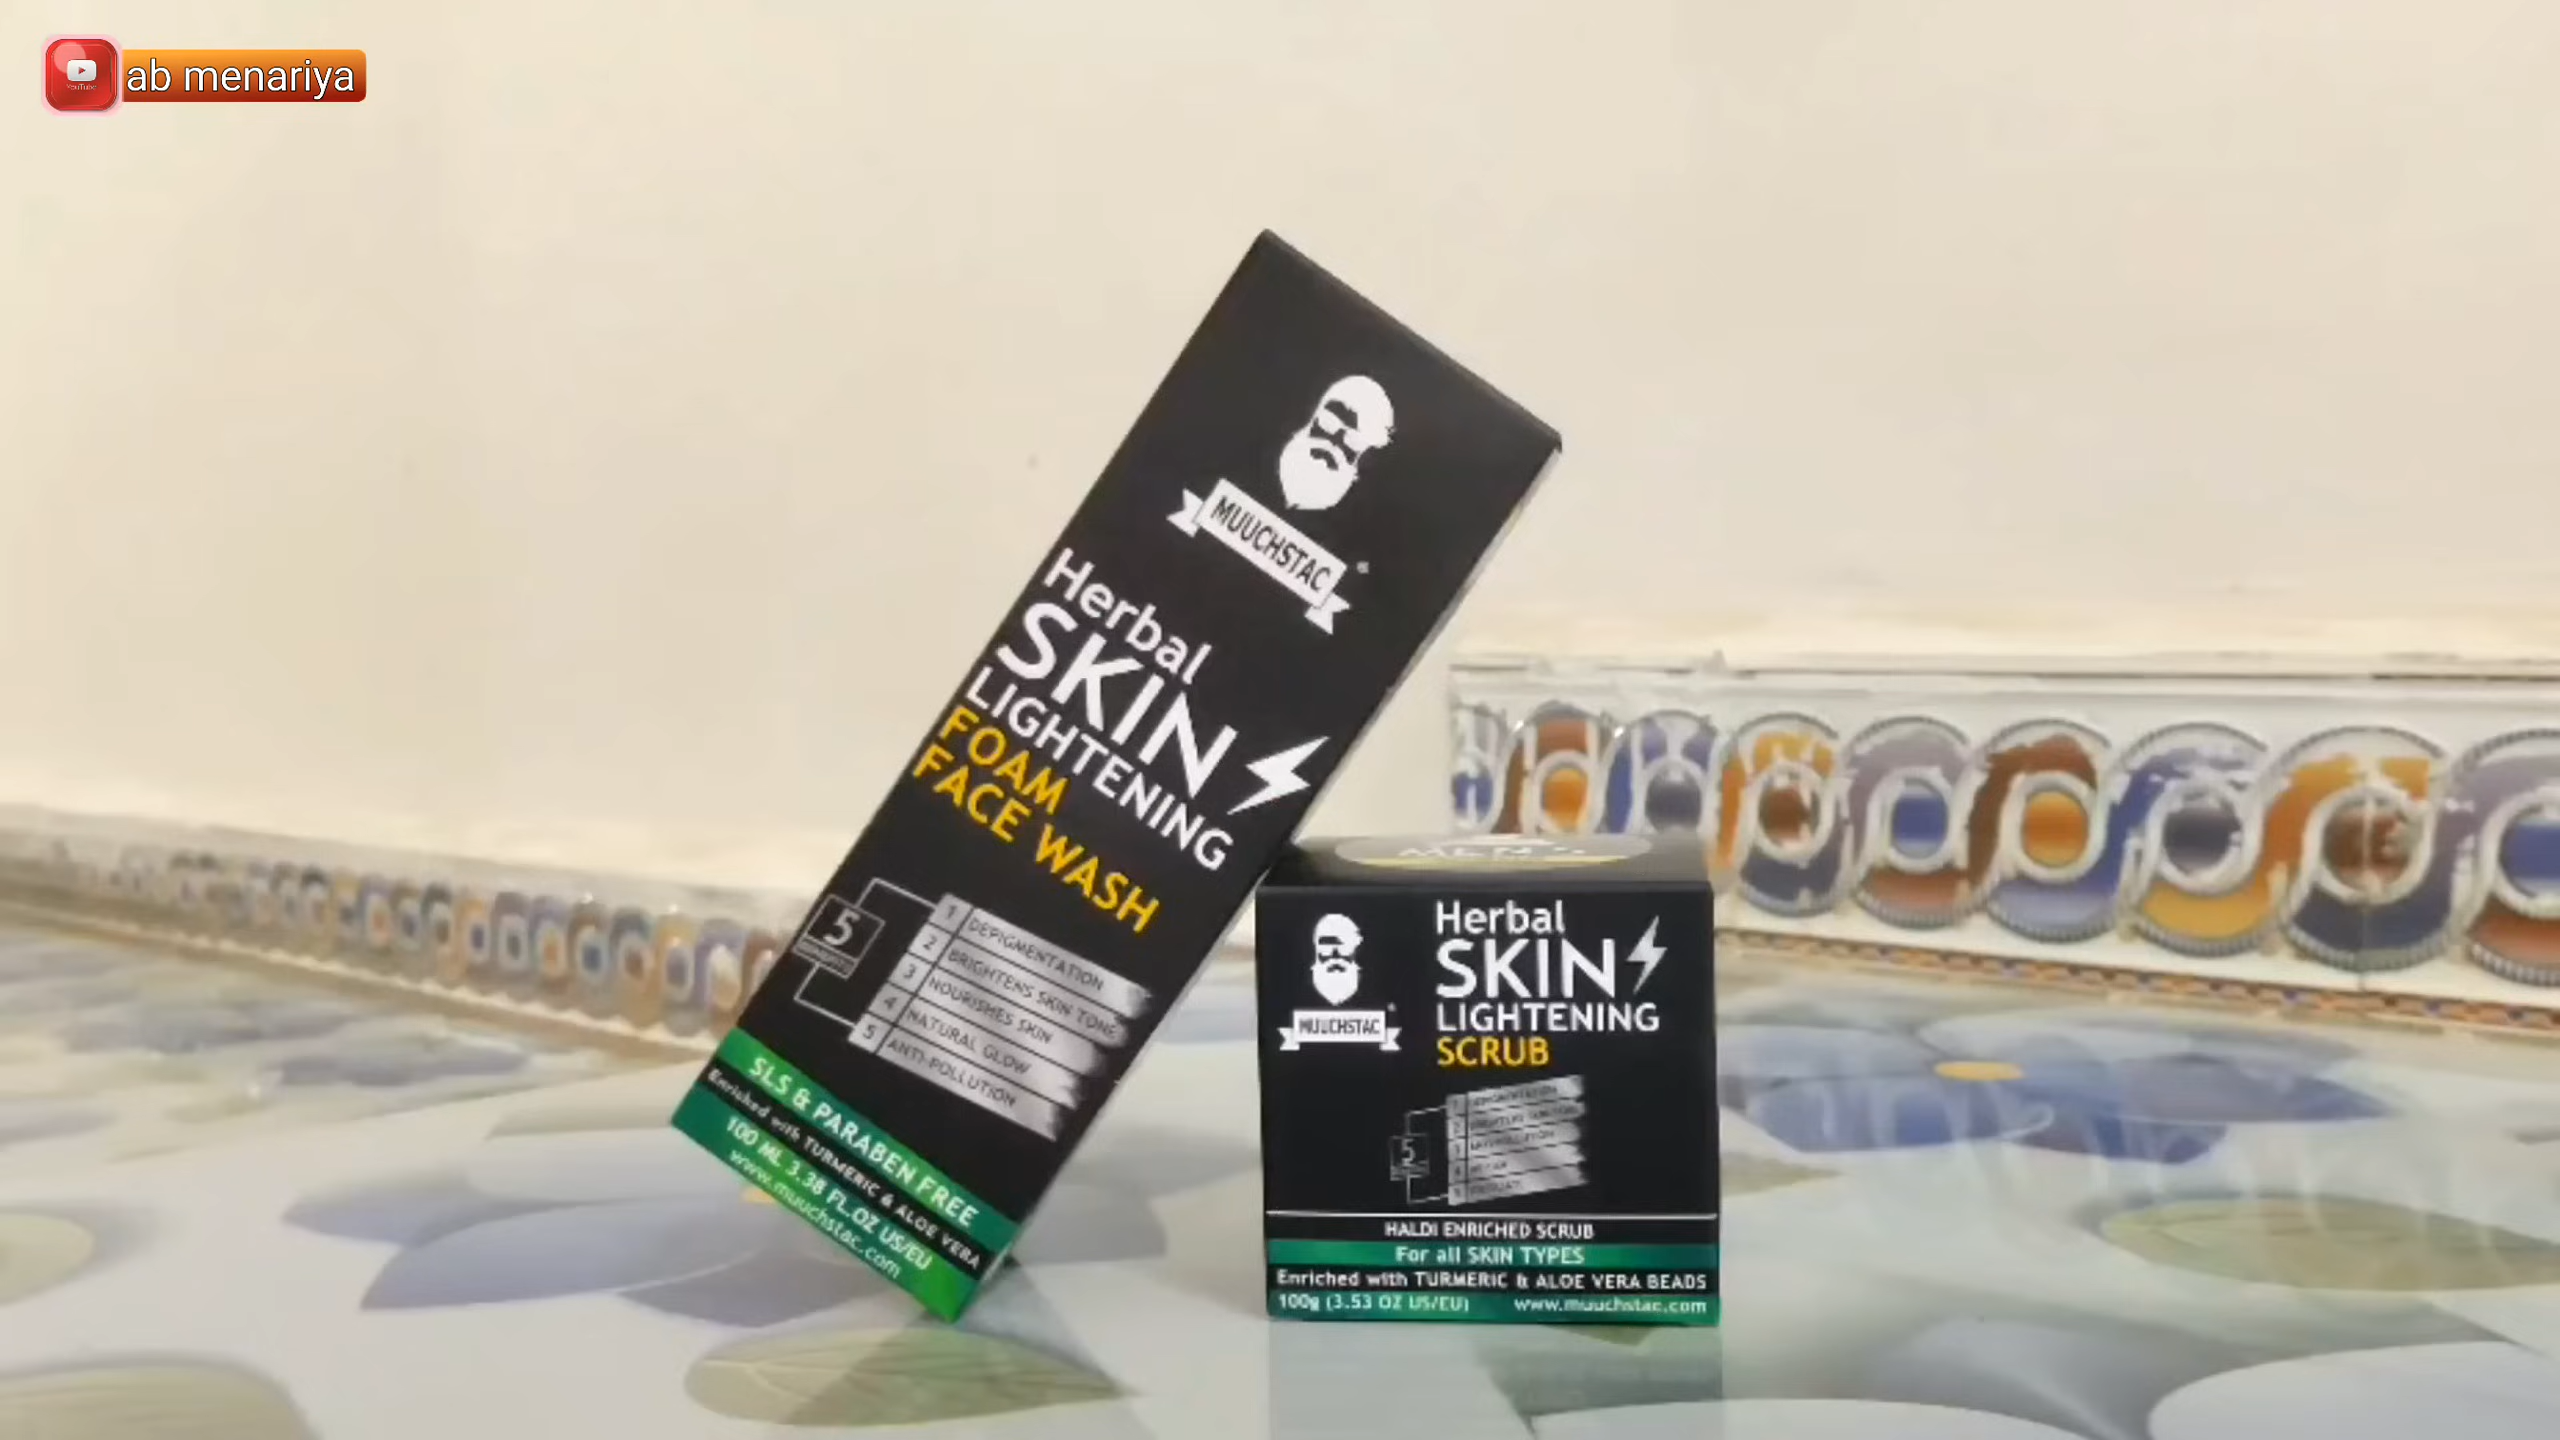 ab menariya
MUUCHSTAC
Herbal
SKIN
LIGHTENING
FOAM
FACE WASH
5
1 DEPIGMENTATION
2 BRIGHTENS SKIN TONE
3 NOURISHES SKIN
4 NATURAL GLOW
5 ANTI-POLLUTION
SLS & PARABEN FREE
Enriched with TURMERIC & ALOE VERA
100 ML 3.38 FL.OZ US/EU
www.muuchstac.com
MUUCHSTAC
Herbal
SKIN
LIGHTENING
SCRUB
5
HALDI ENRICHED SCRUB
For all SKIN TYPES
Enriched with TURMERIC & ALOE VERA BEADS
100g (3.53 OZ US/EU) www.muuchstac.com